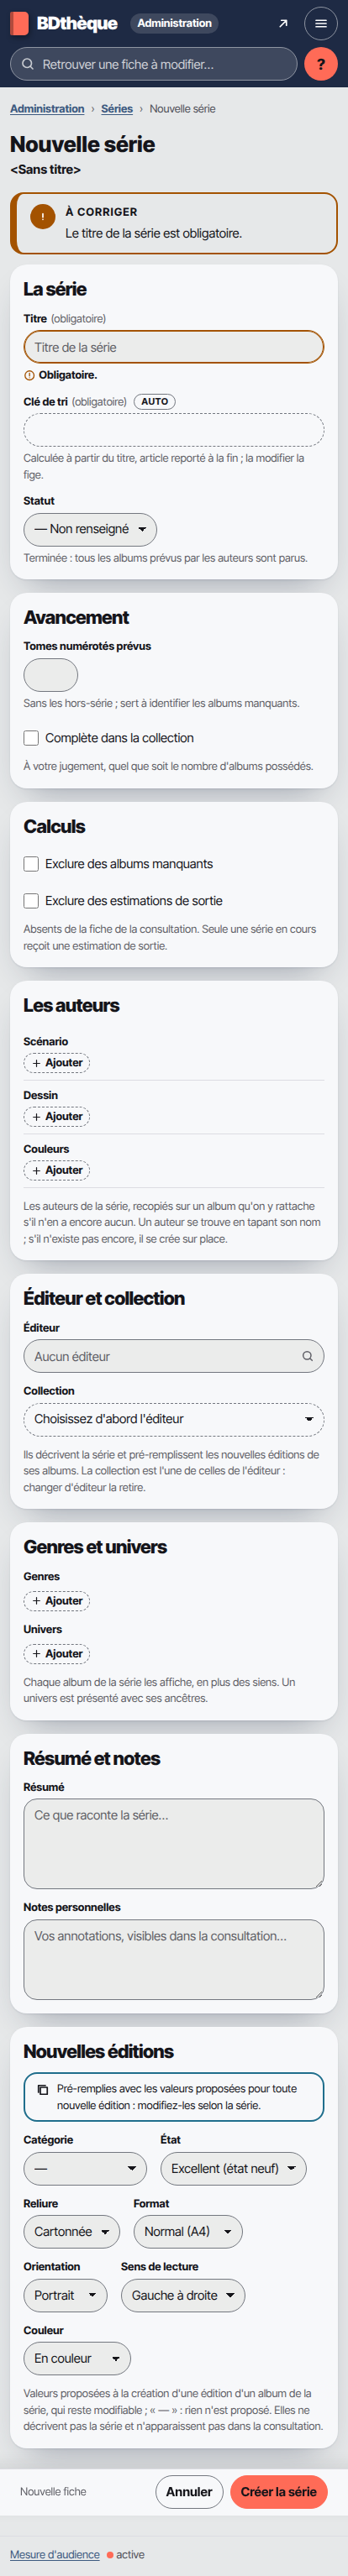 BDthèque Administration
Retrouver une fiche à modifier... ?
Administration › Séries › Nouvelle série
Nouvelle série
<Sans titre>
À CORRIGER
Le titre de la série est obligatoire.
La série
Titre (obligatoire)
Titre de la série
Obligatoire.
Clé de tri (obligatoire) AUTO
Calculée à partir du titre, article reporté à la fin ; la modifier la
fige.
Statut
— Non renseigné
Terminée : tous les albums prévus par les auteurs sont parus.
Avancement
Tomes numérotés prévus
Sans les hors-série ; sert à identifier les albums manquants.
Complète dans la collection
À votre jugement, quel que soit le nombre d'albums possédés.
Calculs
Exclure des albums manquants
Exclure des estimations de sortie
Absents de la fiche de la consultation. Seule une série en cours
reçoit une estimation de sortie.
Les auteurs
Scénario
+ Ajouter
Dessin
+ Ajouter
Couleurs
+ Ajouter
Les auteurs de la série, recopiés sur un album qu'on y rattache
s'il n'en a encore aucun. Un auteur se trouve en tapant son nom
; s'il n'existe pas encore, il se crée sur place.
Éditeur et collection
Éditeur
Aucun éditeur
Collection
Choisissez d'abord l'éditeur
Ils décrivent la série et pré-remplissent les nouvelles éditions de
ses albums. La collection est l'une de celles de l'éditeur :
changer d'éditeur la retire.
Genres et univers
Genres
+ Ajouter
Univers
+ Ajouter
Chaque album de la série les affiche, en plus des siens. Un
univers est présenté avec ses ancêtres.
Résumé et notes
Résumé
Ce que raconte la série...
Notes personnelles
Vos annotations, visibles dans la consultation...
Nouvelles éditions
Pré-remplies avec les valeurs proposées pour toute
nouvelle édition : modifiez-les selon la série.
Catégorie État
— Excellent (état neuf)
Reliure Format
Cartonnée Normal (A4)
Orientation Sens de lecture
Portrait Gauche à droite
Couleur
En couleur
Valeurs proposées à la création d'une édition d'un album de la
série, qui reste modifiable ; « — » : rien n'est proposé. Elles ne
décrivent pas la série et n'apparaissent pas dans la consultation.
Nouvelle fiche Annuler Créer la série
Mesure d'audience active